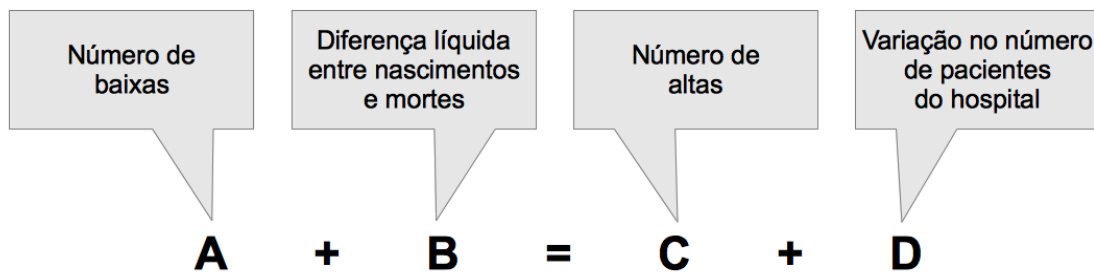 Número de
baixas
Diferença líquida
entre nascimentos
e mortes
Número de
altas
Variação no número
de pacientes
do hospital
A + B = C + D